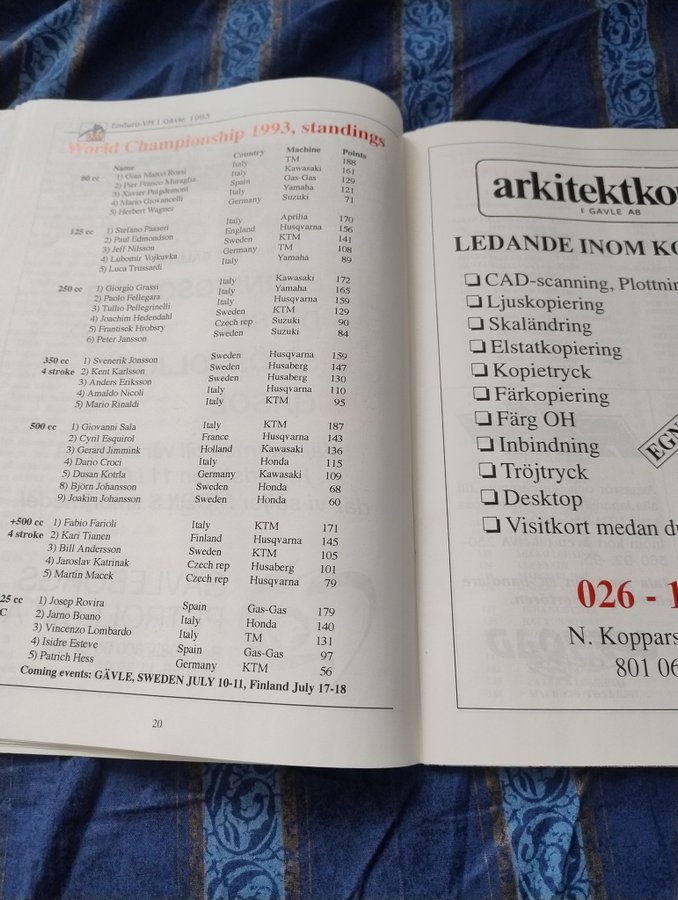 Enduro-VM i Gävle 1993
World Championship 1993, standings
Name Country Machine Points
80 cc 1) Gian Marco Rossi Italy TM 188
2) Pier Franco Muraglia Italy Kawasaki 161
3) Xavier Puigdemont Spain Gas-Gas 129
4) Mario Giovancelli Italy Yamaha 121
5) Herbert Wagner Germany Suzuki 71
125 cc 1) Stefano Passeri Italy Aprilia 170
2) Paul Edmondson England Husqvarna 156
3) Jeff Nilsson Sweden KTM 141
4) Lubomir Vojkuvka Germany TM 108
5) Luca Trussardi Italy Yamaha 89
250 cc 1) Giorgio Grassi Italy Kawasaki 172
2) Paolo Fellegara Italy Yamaha 165
3) Tullio Pellegrinelli Italy Husqvarna 159
4) Joachim Hedendahl Sweden KTM 129
5) Frantisek Hrobsry Czech rep Suzuki 90
6) Peter Jansson Sweden Suzuki 84
350 cc 1) Svenerik Jönsson Sweden Husqvarna 159
4 stroke 2) Kent Karlsson Sweden Husaberg 147
3) Anders Eriksson Sweden Husaberg 130
4) Arnaldo Nicoli Italy Husqvarna 110
5) Mario Rinaldi Italy KTM 95
500 cc 1) Giovanni Sala Italy KTM 187
2) Cyril Esquirol France Husqvarna 143
3) Gerard Jimmink Holland Kawasaki 136
4) Dario Croci Italy Honda 115
5) Dusan Kotrla Germany Kawasaki 109
8) Björn Johansson Sweden Honda 68
9) Joakim Johansson Sweden Honda 60
+500 cc 1) Fabio Farioli Italy KTM 171
4 stroke 2) Kari Tianen Finland Husqvarna 145
3) Bill Andersson Sweden KTM 105
4) Jaroslav Katrinak Czech rep Husaberg 101
5) Martin Macek Czech rep Husqvarna 79
25 cc 1) Josep Rovira Spain Gas-Gas 179
C 2) Jarno Boano Italy Honda 140
3) Vincenzo Lombardo Italy TM 131
4) Isidre Esteve Spain Gas-Gas 97
5) Patrich Hess Germany KTM 56
Coming events: GÄVLE, SWEDEN JULY 10-11, Finland July 17-18
20
arkitektko
I GÄVLE AB
LEDANDE INOM KO
CAD-scanning, Plottnin
Ljuskopiering
Skaländring
Elstatkopiering
Kopietryck
Färkopiering
Färg OH
Inbindning
Tröjtryck
Desktop
Visitkort medan du
EGN
026 - 1
N. Koppars
801 06